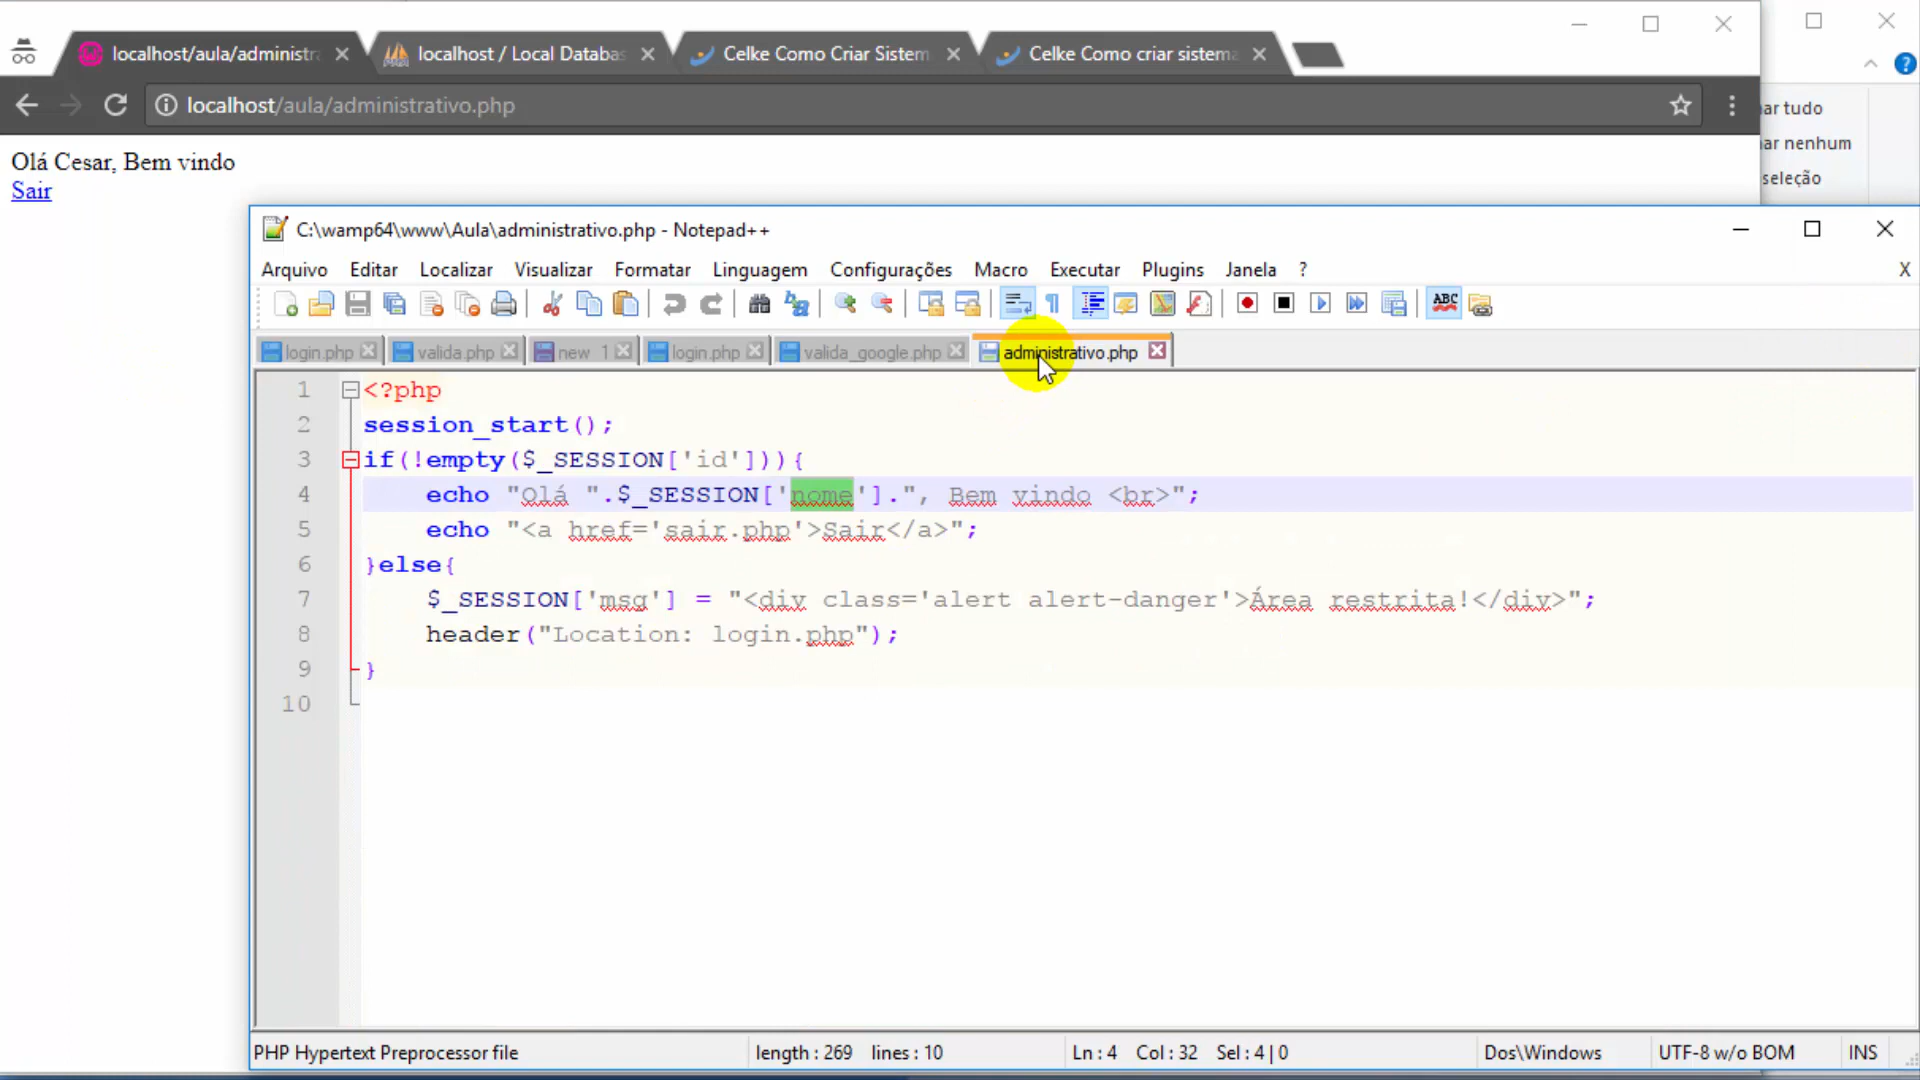 localhost/aula/administra
localhost / Local Databas
Celke Como Criar Sistem
Celke Como criar sistema
localhost/aula/administrativo.php
ar tudo
ar nenhum
seleção
?
Olá Cesar, Bem vindo
Sair
C:\wamp64\www\Aula\administrativo.php - Notepad++
Arquivo Editar Localizar Visualizar Formatar Linguagem Configurações Macro Executar Plugins Janela ? X
ABC
login.php valida.php new 1 login.php valida_google.php administrativo.php
1 <?php
2 session_start();
3 if(!empty($_SESSION['id'])){
4 echo "Olá ".$_SESSION['nome'].", Bem vindo <br>";
5 echo "<a href='sair.php'>Sair</a>";
6 }else{
7 $_SESSION['msg'] = "<div class='alert alert-danger'>Área restrita!</div>";
8 header("Location: login.php");
9 }
10
PHP Hypertext Preprocessor file length : 269 lines : 10 Ln : 4 Col : 32 Sel : 4 | 0 Dos\Windows UTF-8 w/o BOM INS